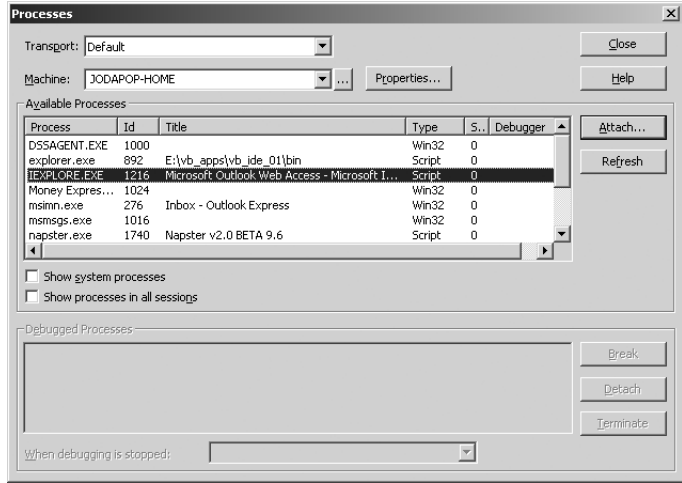 Processes
Transport: Default
Close
Machine: JODAPOP-HOME ... Properties...
Help
Available Processes
Process Id Title Type S.. Debugger
Attach...
DSSAGENT.EXE 1000 Win32 0
explorer.exe 892 E:\vb_apps\vb_ide_01\bin Script 0
Refresh
IEXPLORE.EXE 1216 Microsoft Outlook Web Access - Microsoft I... Script 0
Money Expres... 1024 Win32 0
msimn.exe 276 Inbox - Outlook Express Win32 0
msmsgs.exe 1016 Win32 0
napster.exe 1740 Napster v2.0 BETA 9.6 Script 0
Show system processes
Show processes in all sessions
Debugged Processes
Break
Detach
Terminate
When debugging is stopped: